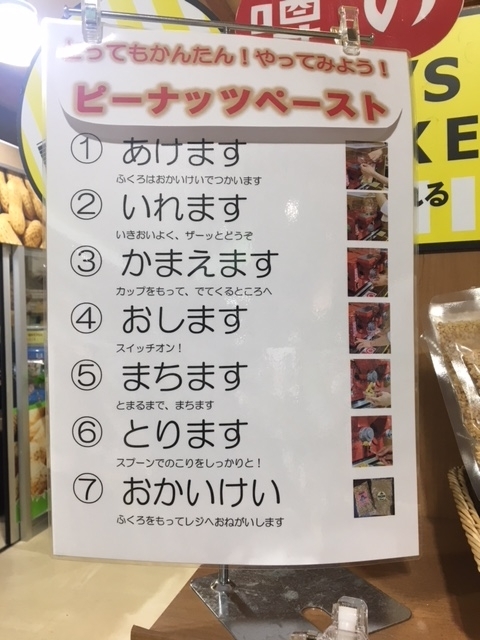 とってもかんたん！やってみよう！
ピーナッツペースト
① あけます
ふくろはおかいけいでつかいます
② いれます
いきおいよく、ザーッとどうぞ
③ かまえます
カップをもって、でてくるところへ
④ おします
スイッチオン！
⑤ まちます
とまるまで、まちます
⑥ とります
スプーンでのこりをしっかりと！
⑦ おかいけい
ふくろをもってレジへおねがいします
の